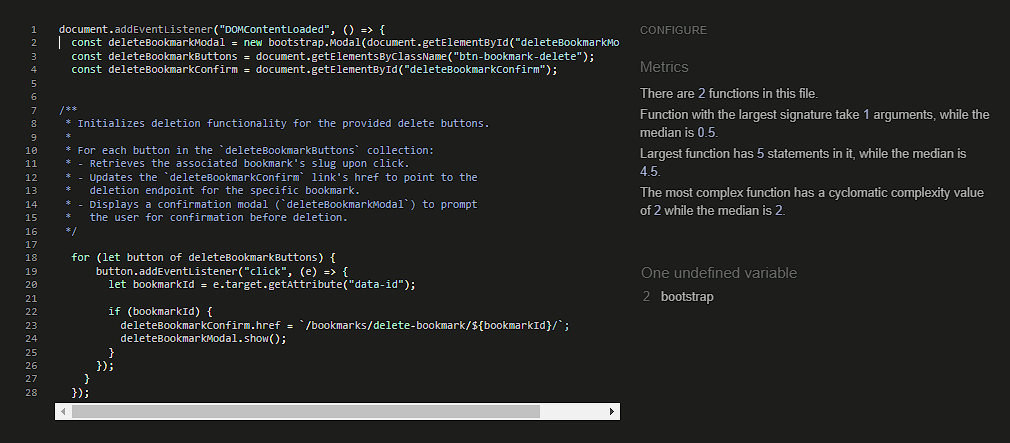 1 document.addEventListener("DOMContentLoaded", () => {
2 const deleteBookmarkModal = new bootstrap.Modal(document.getElementById("deleteBookmarkMo
3 const deleteBookmarkButtons = document.getElementsByClassName("btn-bookmark-delete");
4 const deleteBookmarkConfirm = document.getElementById("deleteBookmarkConfirm");
5
6
7 /**
8 * Initializes deletion functionality for the provided delete buttons.
9 *
10 * For each button in the `deleteBookmarkButtons` collection:
11 * - Retrieves the associated bookmark's slug upon click.
12 * - Updates the `deleteBookmarkConfirm` link's href to point to the
13 * deletion endpoint for the specific bookmark.
14 * - Displays a confirmation modal (`deleteBookmarkModal`) to prompt
15 * the user for confirmation before deletion.
16 */
17
18 for (let button of deleteBookmarkButtons) {
19 button.addEventListener("click", (e) => {
20 let bookmarkId = e.target.getAttribute("data-id");
21
22 if (bookmarkId) {
23 deleteBookmarkConfirm.href = `/bookmarks/delete-bookmark/${bookmarkId}/`;
24 deleteBookmarkModal.show();
25 }
26 });
27 }
28 });
CONFIGURE
Metrics
There are 2 functions in this file.
Function with the largest signature take 1 arguments, while the
median is 0.5.
Largest function has 5 statements in it, while the median is
4.5.
The most complex function has a cyclomatic complexity value
of 2 while the median is 2.
One undefined variable
2 bootstrap